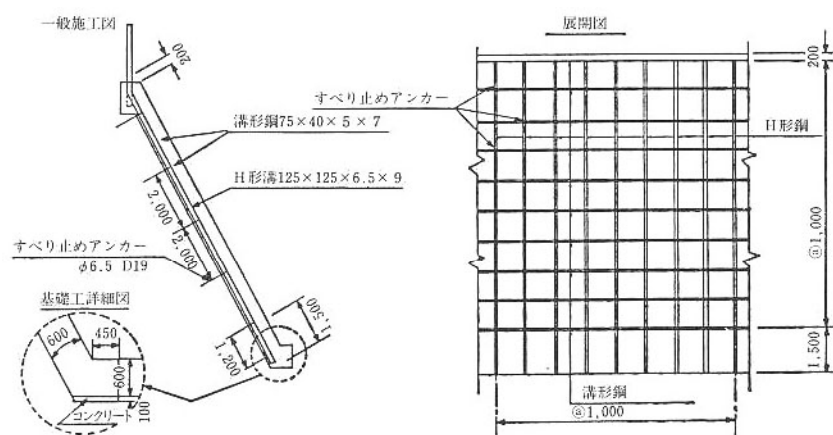 一般施工図
200
溝形鋼75×40×5×7
H形溝125×125×6.5×9
2,000
2,000
すべり止めアンカー
φ6.5 D19
1,500
1,200
基礎工詳細図
600
450
600
コンクリート
100
展開図
200
すべり止めアンカー
H形鋼
@1,000
1,500
溝形鋼
@1,000